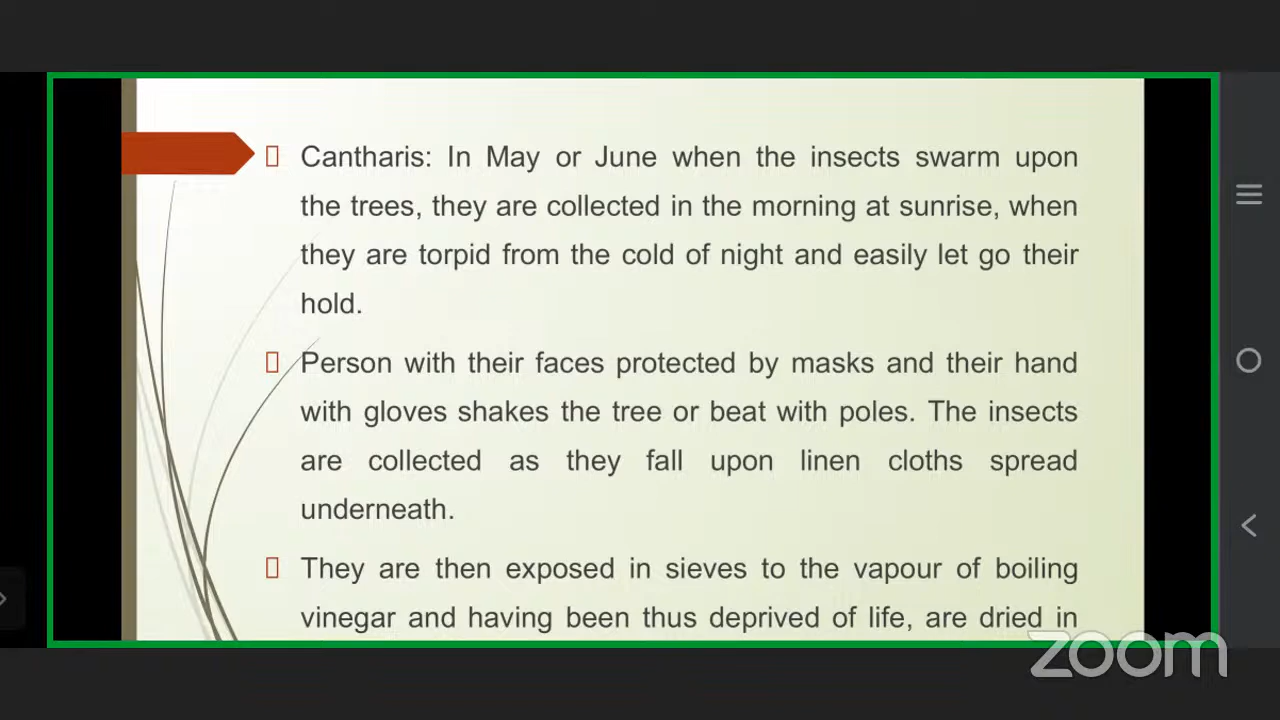 Cantharis: In May or June when the insects swarm upon
the trees, they are collected in the morning at sunrise, when
they are torpid from the cold of night and easily let go their
hold.
Person with their faces protected by masks and their hand
with gloves shakes the tree or beat with poles. The insects
are collected as they fall upon linen cloths spread
underneath.
They are then exposed in sieves to the vapour of boiling
vinegar and having been thus deprived of life, are dried in
zoom